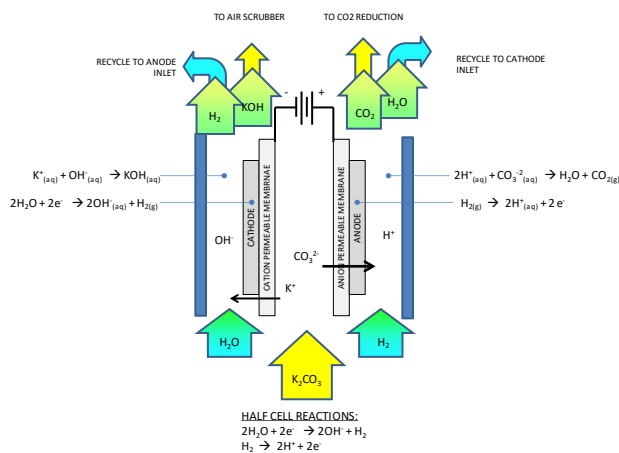 TO AIR SCRUBBER
TO CO2 REDUCTION
RECYCLE TO ANODE
INLET
RECYCLE TO CATHODE
INLET
H₂
KOH
- +
CO₂
H₂O
K⁺(aq) + OH⁻(aq) → KOH(aq)
2H₂O + 2e⁻ → 2OH⁻(aq) + H₂(g)
2H⁺(aq) + CO₃⁻²(aq) → H₂O + CO₂(g)
H₂(g) → 2H⁺(aq) + 2 e⁻
OH⁻
CATHODE
CATION PERMEABLE MEMBRNAE
ANION PERMEABLE MEMBRANE
ANODE
H⁺
CO₃²⁻
K⁺
H₂O
H₂
K₂CO₃
HALF CELL REACTIONS:
2H₂O + 2e⁻ → 2OH⁻ + H₂
H₂ → 2H⁺ + 2e⁻